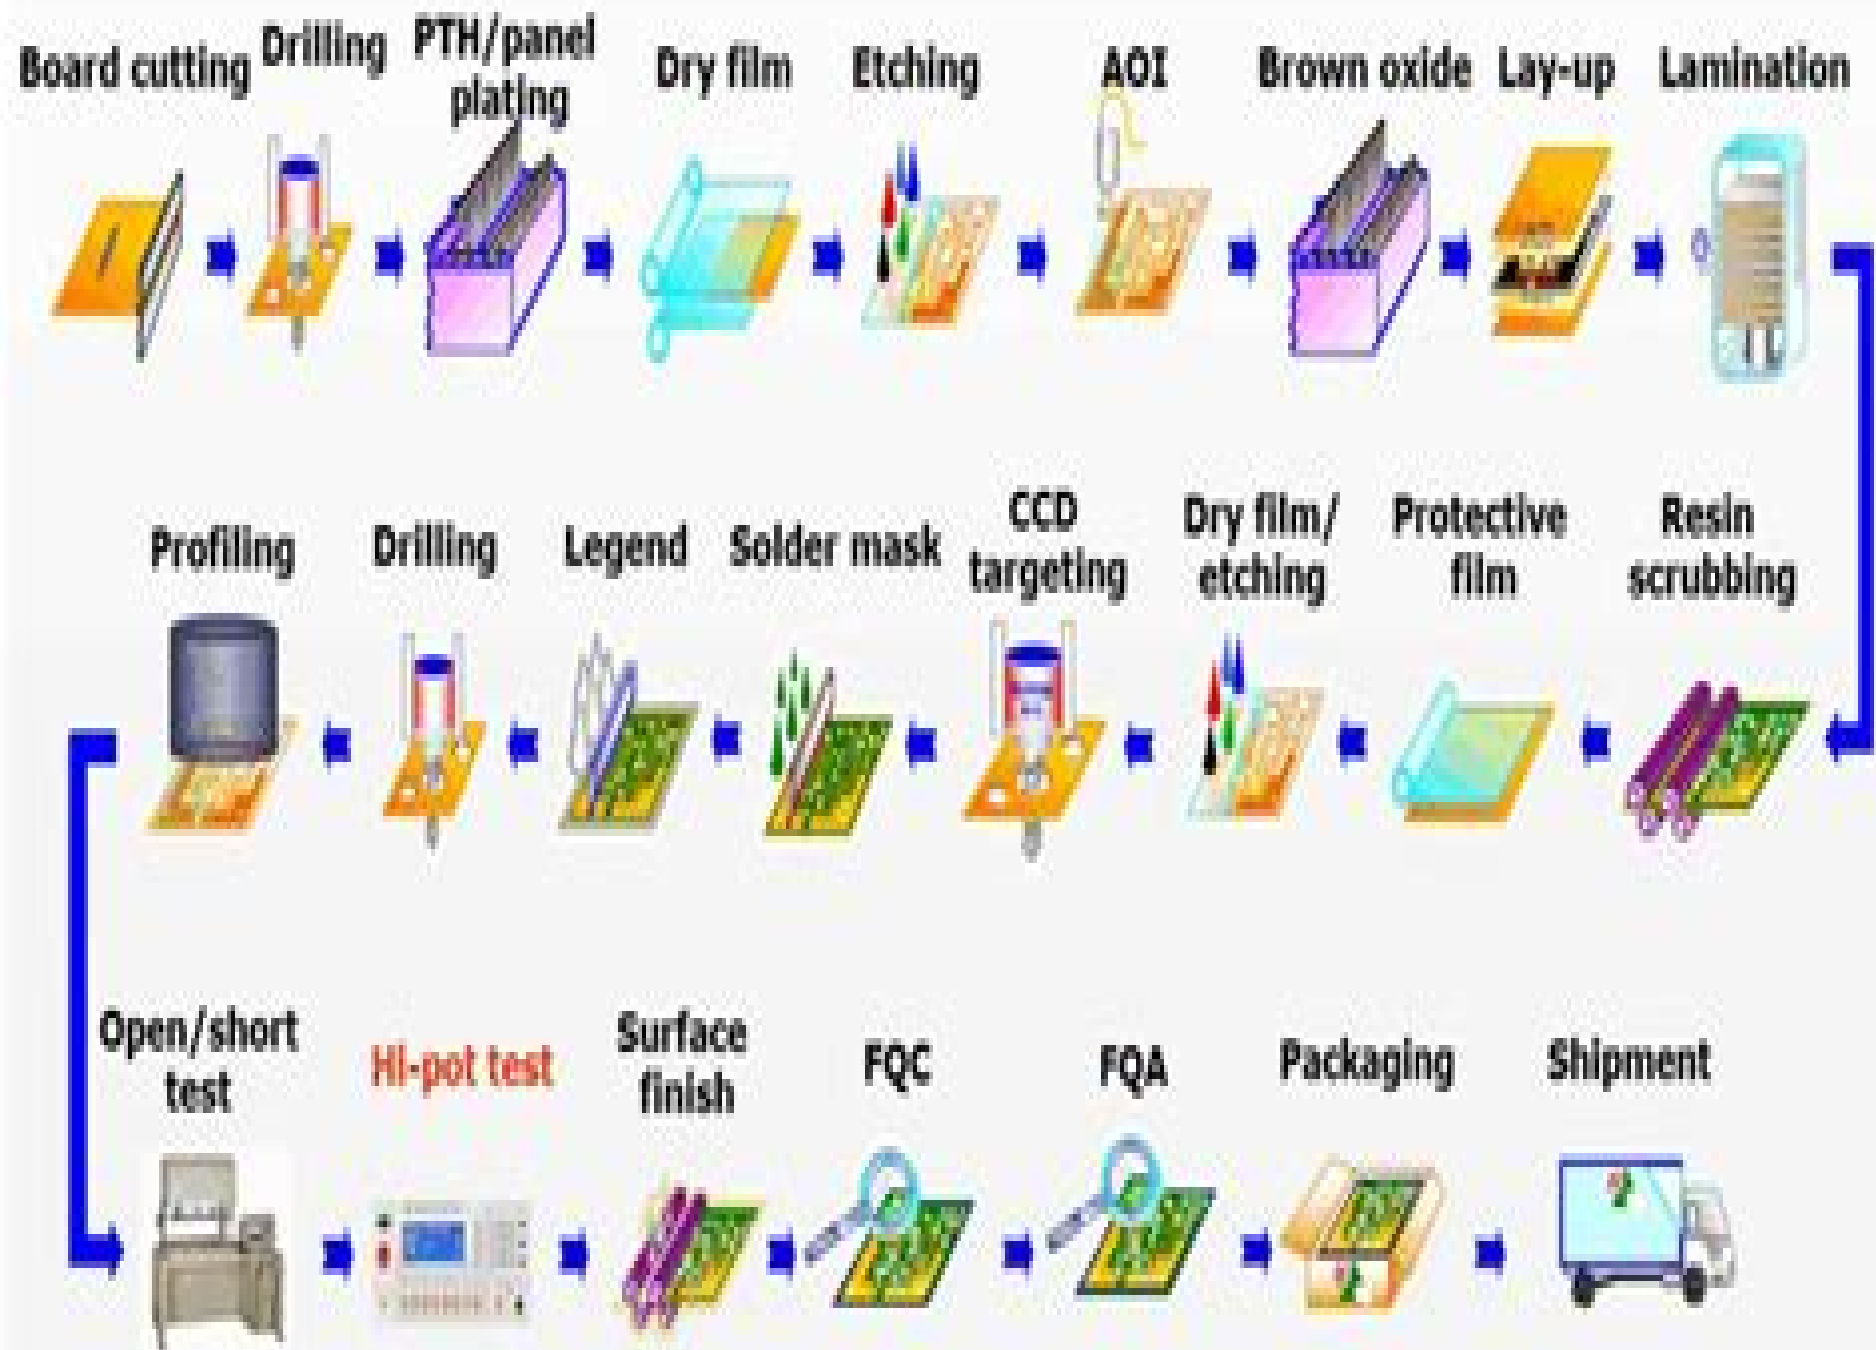 Board cutting
Drilling
PTH/panel
plating
Dry film
Etching
AOI
Brown oxide
Lay-up
Lamination
Profiling
Drilling
Legend
Solder mask
CCD
targeting
Dry film/
etching
Protective
film
Resin
scrubbing
Open/short
test
Hi-pot test
Surface
finish
FQC
FQA
Packaging
Shipment